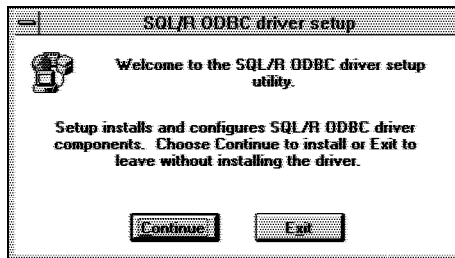 SQL/R ODBC driver setup
Welcome to the SQL/R ODBC driver setup
utility.
Setup installs and configures SQL/R ODBC driver
components. Choose Continue to install or Exit to
leave without installing the driver.
Continue
Exit